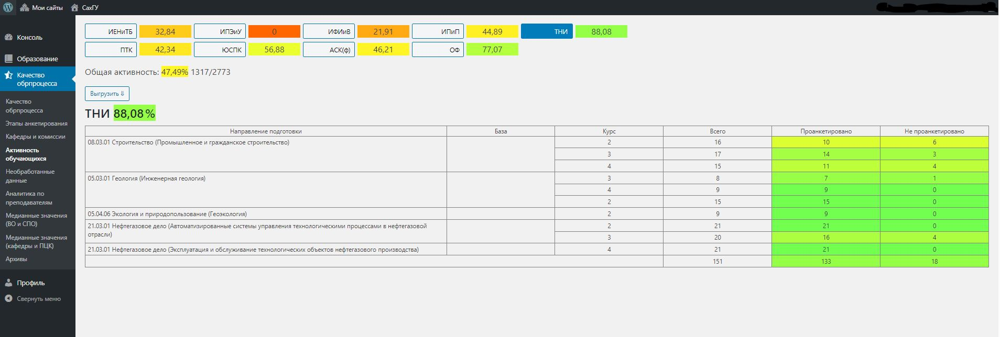 Мои сайты СахГУ
Консоль
Образование
Качество
обрпроцесса
Качество
обрпроцесса
Этапы анкетирования
Кафедры и комиссии
Активность
обучающихся
Необработанные
данные
Аналитика по
преподавателям
Медианные значения
(ВО и СПО)
Медианные значения
(кафедры и ПЦК)
Архивы
Профиль
Свернуть меню
ИЕНиТБ 32,84 ИПЭиУ 0 ИФИиВ 21,91 ИПиП 44,89 ТНИ 88,08
ПТК 42,34 ЮСПК 56,88 АСК(ф) 46,21 ОФ 77,07
Общая активность: 47,49% 1317/2773
Выгрузить ⇓
ТНИ 88,08%
Направление подготовки База Курс Всего Проанкетировано Не проанкетировано
08.03.01 Строительство (Промышленное и гражданское строительство) 2 16 10 6
3 17 14 3
4 15 11 4
05.03.01 Геология (Инженерная геология) 3 8 7 1
4 9 9 0
2 15 15 0
05.04.06 Экология и природопользование (Геоэкология) 2 9 9 0
21.03.01 Нефтегазовое дело (Автоматизированные системы управления технологическими процессами в нефтегазовой 2 21 21 0
отрасли) 3 20 16 4
21.03.01 Нефтегазовое дело (Эксплуатация и обслуживание технологических объектов нефтегазового производства) 4 21 21 0
151 133 18